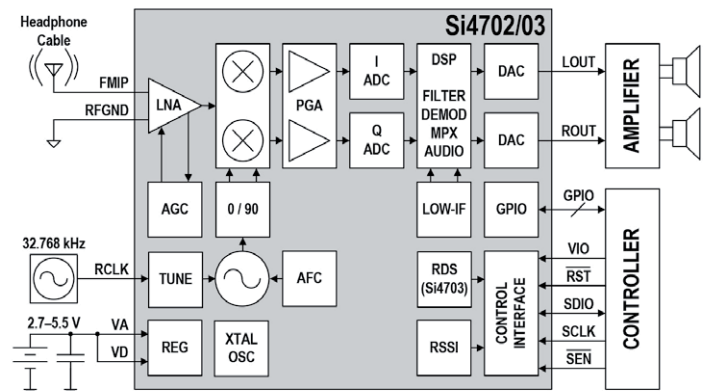 Si4702/03
Headphone
Cable
FMIP
RFGND
LNA
PGA
I
ADC
Q
ADC
DSP
FILTER
DEMOD
MPX
AUDIO
DAC
DAC
LOUT
ROUT
AMPLIFIER
AGC
0 / 90
LOW-IF
GPIO
GPIO
32.768 kHz
RCLK
TUNE
AFC
RDS
(Si4703)
CONTROL
INTERFACE
VIO
RST
SDIO
SCLK
SEN
CONTROLLER
2.7–5.5 V
VA
VD
REG
XTAL
OSC
RSSI